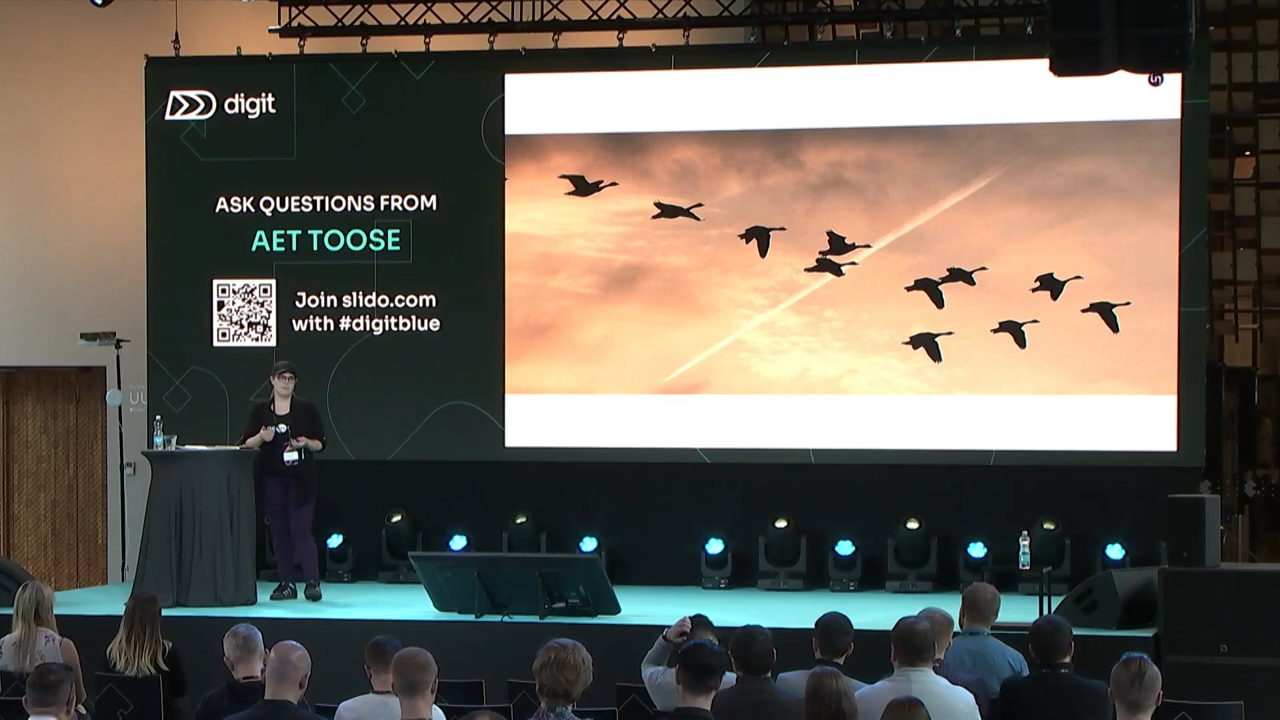 digit
ASK QUESTIONS FROM
AET TOOSE
Join slido.com
with #digitblue